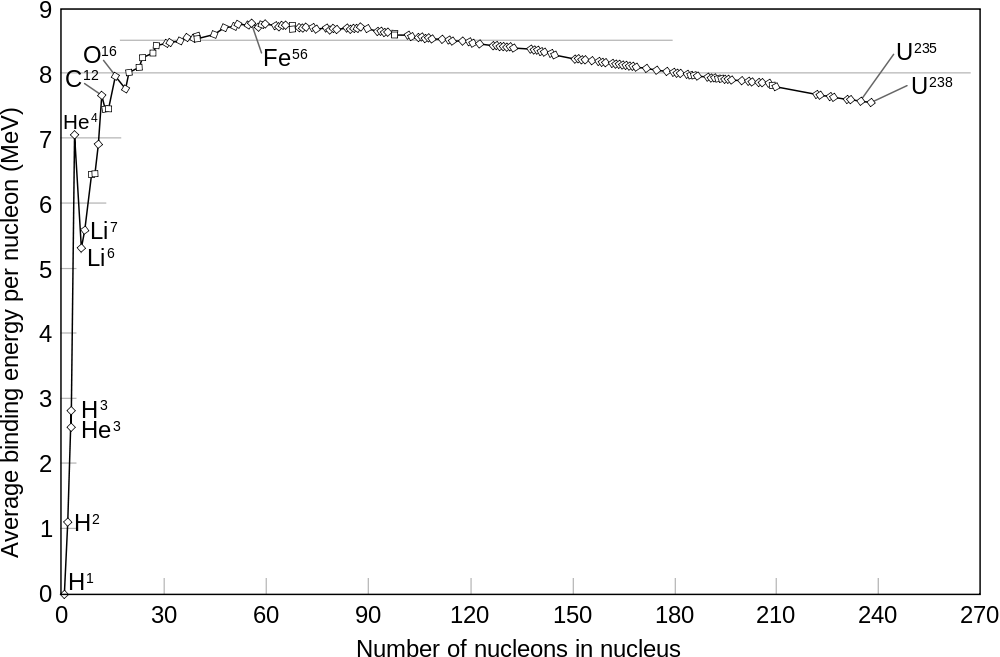 Average binding energy per nucleon (MeV)
9
8
7
6
5
4
3
2
1
0
O16
C12
He4
Fe56
U235
U238
Li7
Li6
H3
He3
H2
H1
0 30 60 90 120 150 180 210 240 270
Number of nucleons in nucleus